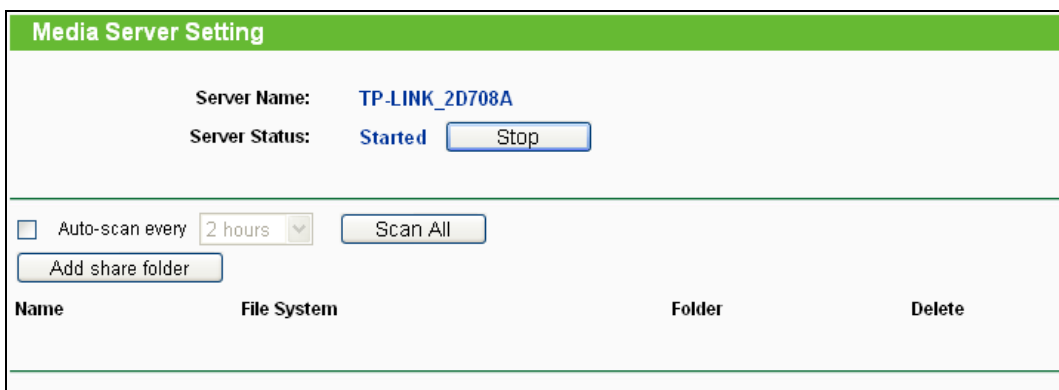 Media Server Setting
Server Name: TP-LINK_2D708A
Server Status: Started Stop
Auto-scan every 2 hours Scan All
Add share folder
Name File System Folder Delete